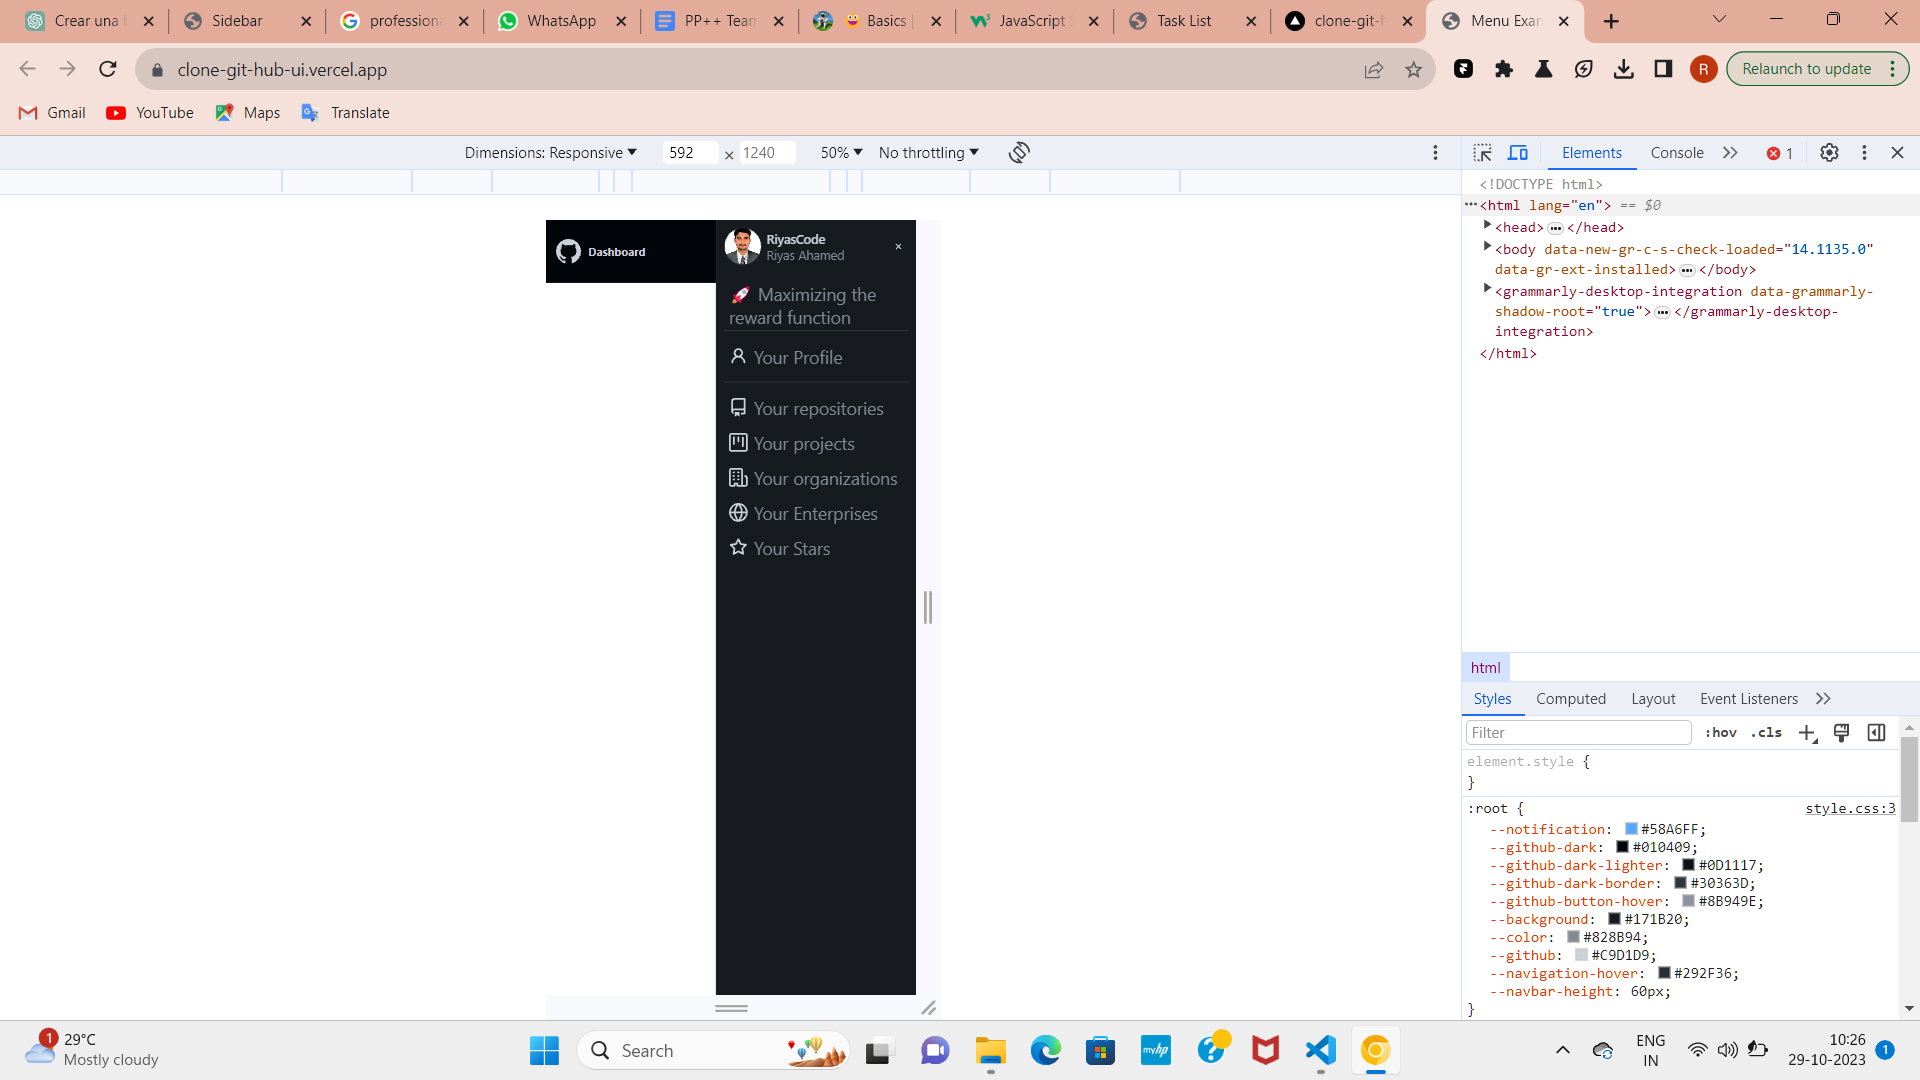 Crear una
Sidebar
professiona
WhatsApp
PP++ Team
Basics |
JavaScript
Task List
clone-git-h
Menu Exam
clone-git-hub-ui.vercel.app
R
Relaunch to update
Gmail
YouTube
Maps
Translate
Dimensions: Responsive
592
×
1240
50%
No throttling
Elements
Console
1
Dashboard
RiyasCode
Riyas Ahamed
×
🚀 Maximizing the
reward function
Your Profile
Your repositories
Your projects
Your organizations
Your Enterprises
Your Stars
<!DOCTYPE html>
<html lang="en"> == $0
<head> </head>
<body data-new-gr-c-s-check-loaded="14.1135.0"
data-gr-ext-installed> </body>
<grammarly-desktop-integration data-grammarly-
shadow-root="true"> </grammarly-desktop-
integration>
</html>
html
Styles
Computed
Layout
Event Listeners
Filter
:hov
.cls
element.style {
}
:root {
style.css:3
--notification: #58A6FF;
--github-dark: #010409;
--github-dark-lighter: #0D1117;
--github-dark-border: #30363D;
--github-button-hover: #8B949E;
--background: #171B20;
--color: #828B94;
--github: #C9D1D9;
--navigation-hover: #292F36;
--navbar-height: 60px;
}
1
29°C
Mostly cloudy
Search
myhp
ENG
IN
10:26
29-10-2023
1